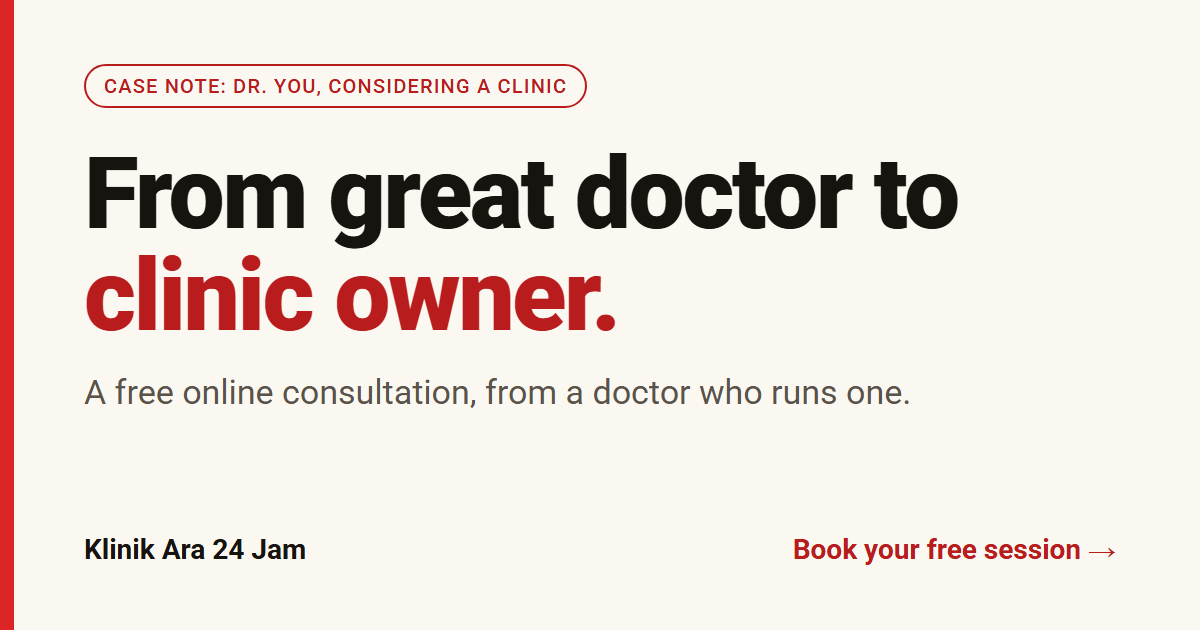 CASE NOTE: DR. YOU, CONSIDERING A CLINIC
From great doctor to
clinic owner.
A free online consultation, from a doctor who runs one.
Klinik Ara 24 Jam
Book your free session →